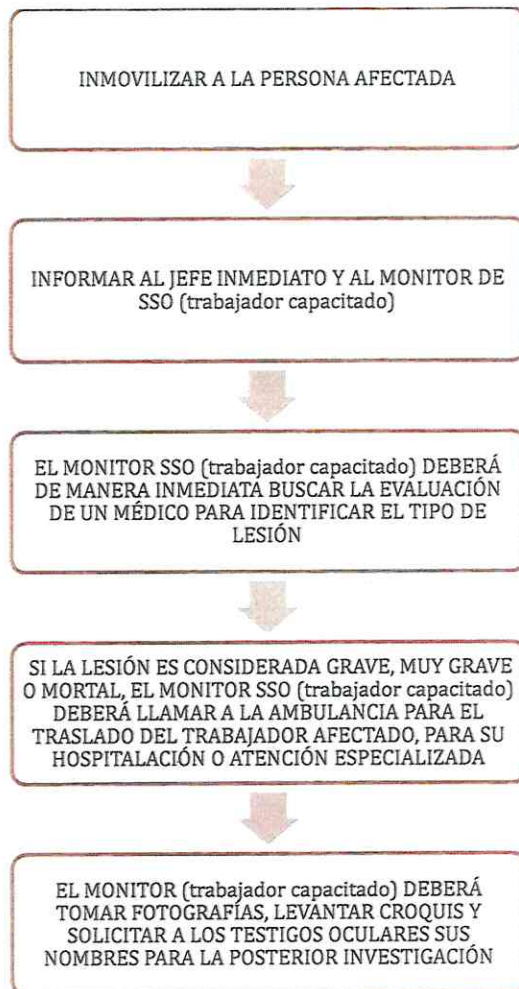 INMOVILIZAR A LA PERSONA AFECTADA
INFORMAR AL JEFE INMEDIATO Y AL MONITOR DE
SSO (trabajador capacitado)
EL MONITOR SSO (trabajador capacitado) DEBERÁ
DE MANERA INMEDIATA BUSCAR LA EVALUACIÓN
DE UN MÉDICO PARA IDENTIFICAR EL TIPO DE
LESIÓN
SI LA LESIÓN ES CONSIDERADA GRAVE, MUY GRAVE
O MORTAL, EL MONITOR SSO (trabajador capacitado)
DEBERÁ LLAMAR A LA AMBULANCIA PARA EL
TRASLADO DEL TRABAJADOR AFECTADO, PARA SU
HOSPITALACIÓN O ATENCIÓN ESPECIALIZADA
EL MONITOR (trabajador capacitado) DEBERÁ
TOMAR FOTOGRAFÍAS, LEVANTAR CROQUIS Y
SOLICITAR A LOS TESTIGOS OCULARES SUS
NOMBRES PARA LA POSTERIOR INVESTIGACIÓN